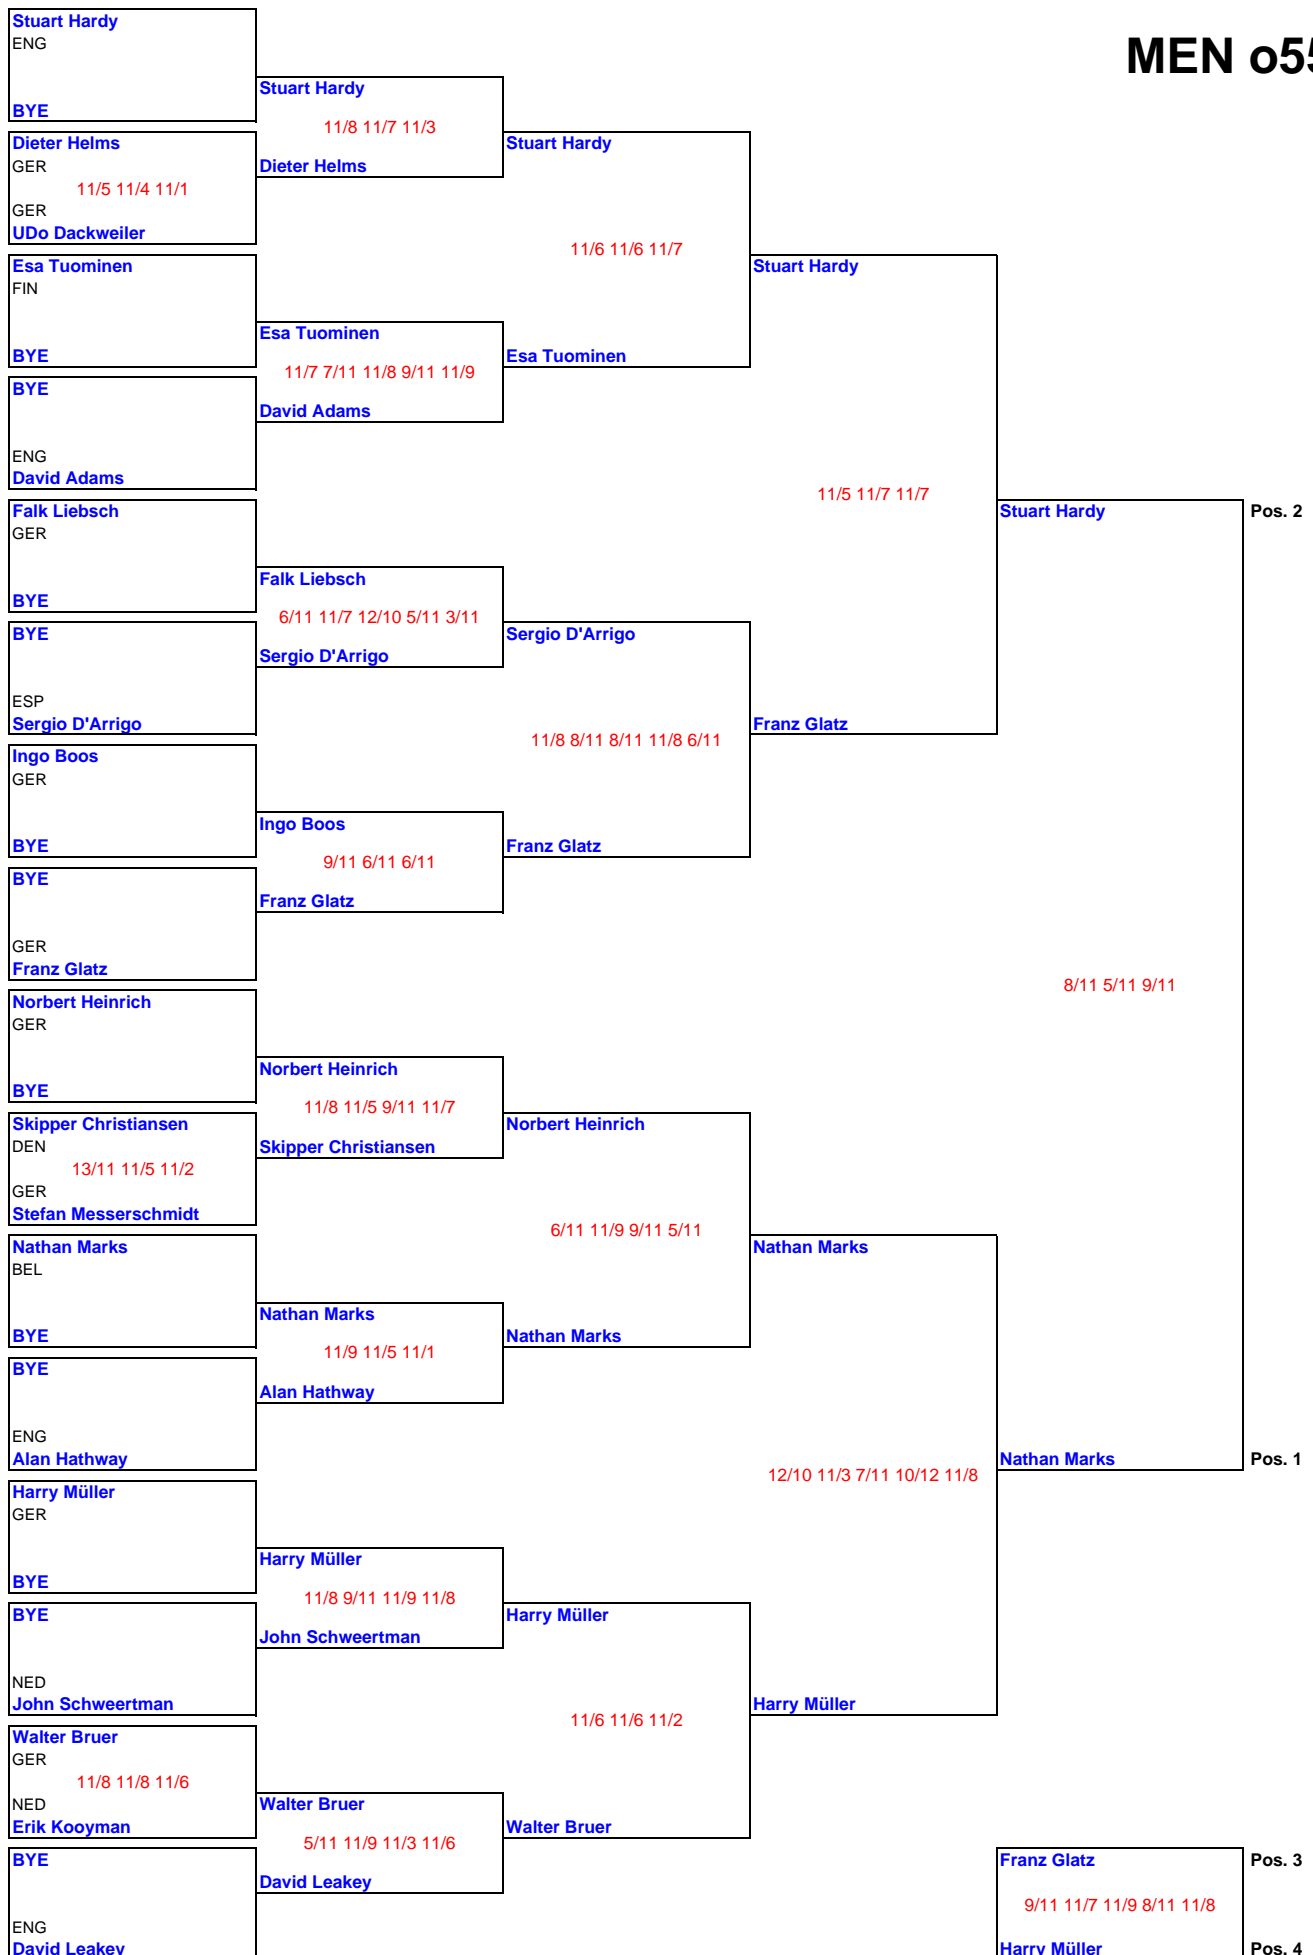 MEN o55
Stuart Hardy
ENG
BYE
Dieter Helms
GER
11/5 11/4 11/1
GER
UDo Dackweiler
Esa Tuominen
FIN
BYE
BYE
ENG
David Adams
Falk Liebsch
GER
BYE
BYE
ESP
Sergio D'Arrigo
Ingo Boos
GER
BYE
BYE
GER
Franz Glatz
Norbert Heinrich
GER
BYE
Skipper Christiansen
DEN
13/11 11/5 11/2
GER
Stefan Messerschmidt
Nathan Marks
BEL
BYE
BYE
ENG
Alan Hathway
Harry Müller
GER
BYE
BYE
NED
John Schweertman
Walter Bruer
GER
11/8 11/8 11/6
NED
Erik Kooyman
BYE
ENG
David Leakey
Stuart Hardy
11/8 11/7 11/3
Dieter Helms
Esa Tuominen
11/7 7/11 11/8 9/11 11/9
David Adams
Falk Liebsch
6/11 11/7 12/10 5/11 3/11
Sergio D'Arrigo
Ingo Boos
9/11 6/11 6/11
Franz Glatz
Norbert Heinrich
11/8 11/5 9/11 11/7
Skipper Christiansen
Nathan Marks
11/9 11/5 11/1
Alan Hathway
Harry Müller
11/8 9/11 11/9 11/8
John Schweertman
Walter Bruer
5/11 11/9 11/3 11/6
David Leakey
Stuart Hardy
11/6 11/6 11/7
Esa Tuominen
Sergio D'Arrigo
11/8 8/11 8/11 11/8 6/11
Franz Glatz
Norbert Heinrich
6/11 11/9 9/11 5/11
Nathan Marks
Harry Müller
11/6 11/6 11/2
Walter Bruer
Stuart Hardy
11/5 11/7 11/7
Franz Glatz
Nathan Marks
12/10 11/3 7/11 10/12 11/8
Harry Müller
Stuart Hardy
Pos. 2
8/11 5/11 9/11
Nathan Marks
Pos. 1
Franz Glatz
Pos. 3
9/11 11/7 11/9 8/11 11/8
Harry Müller
Pos. 4